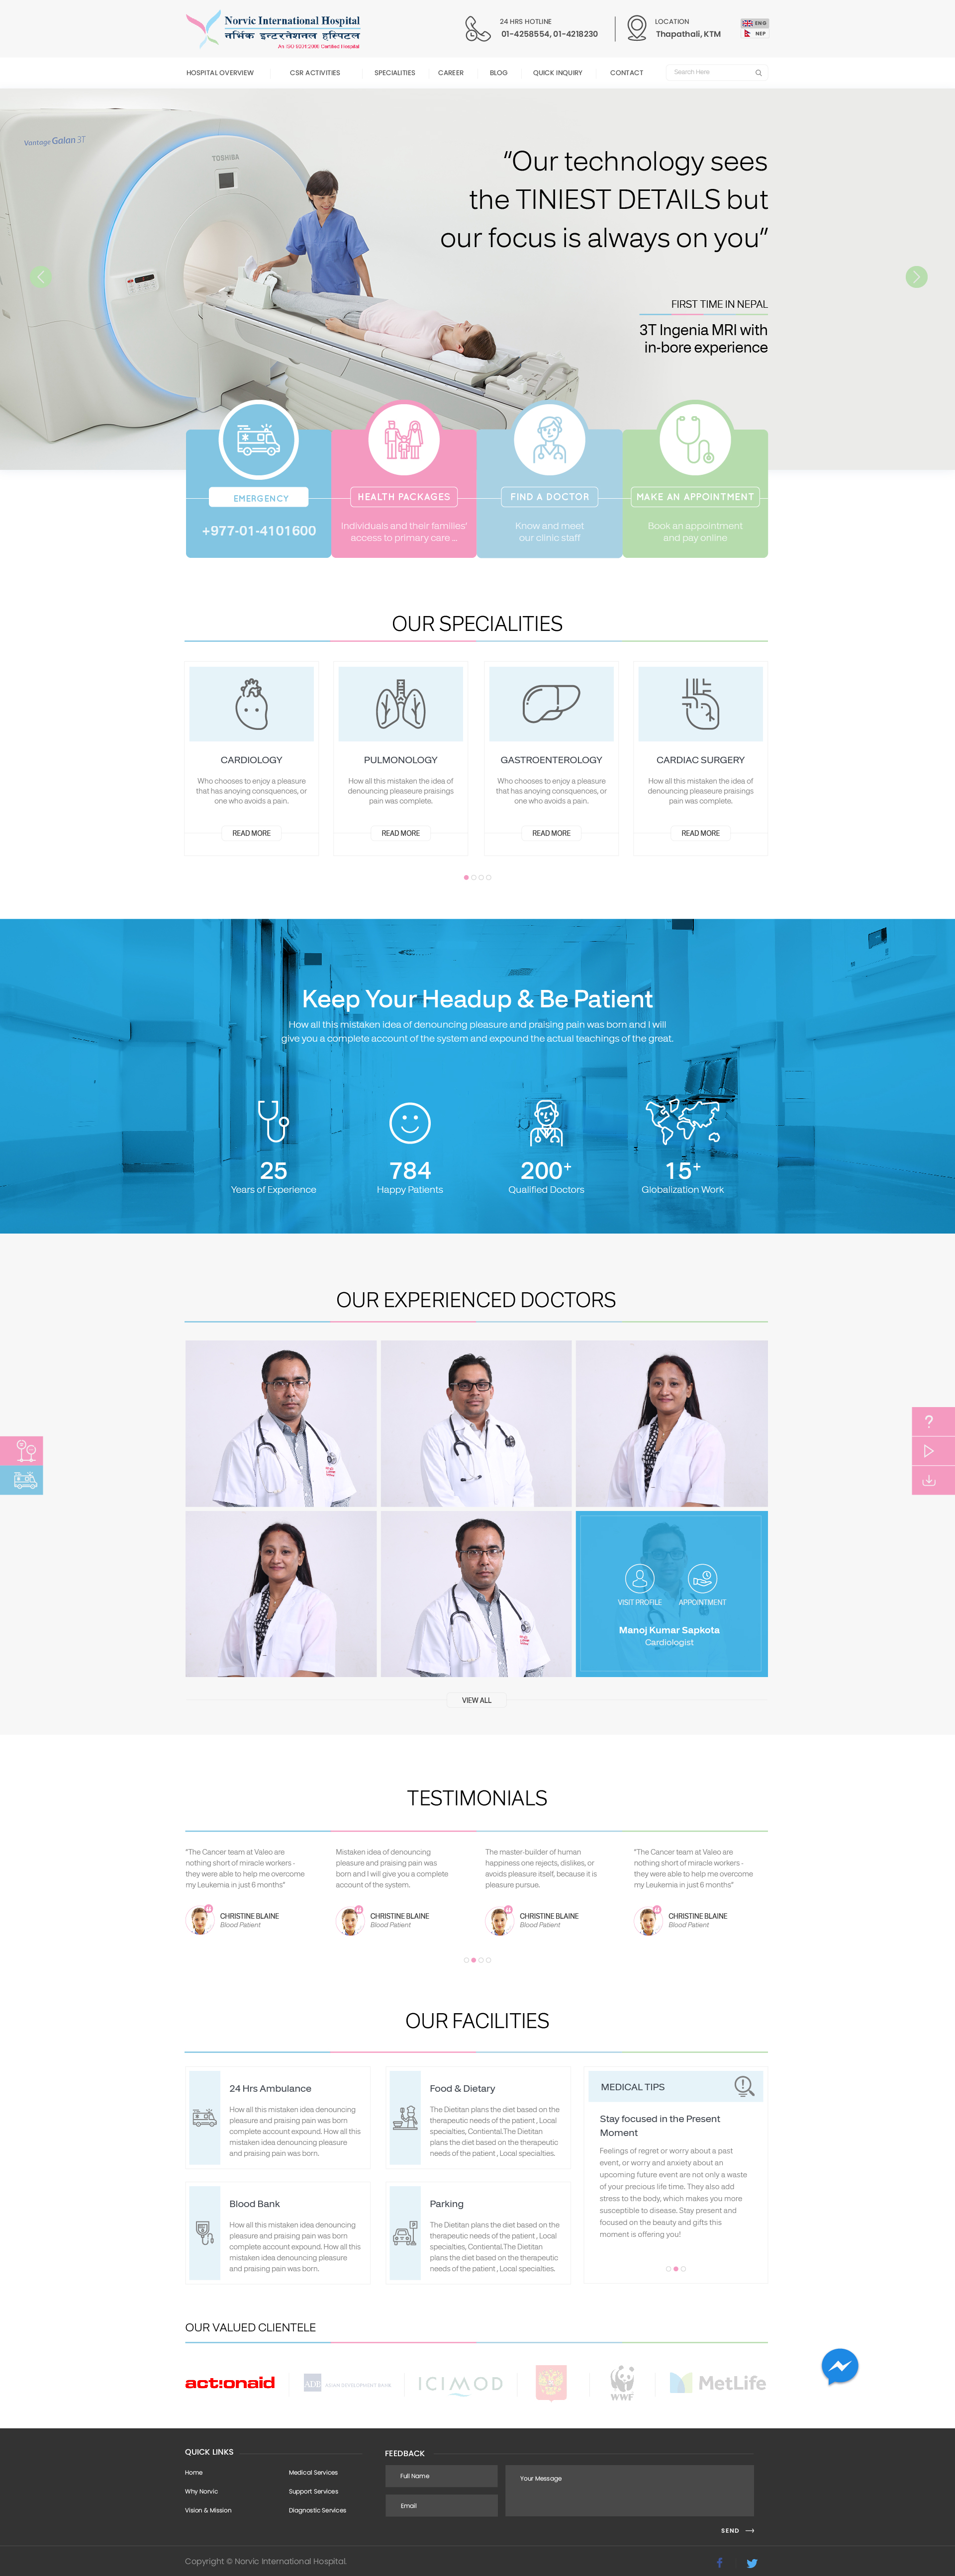 Norvic International Hospital
नर्भिक इन्टरनेशनल हस्पिटल
An ISO 9001:2008 Certified Hospital
24 HRS HOTLINE
01-4258554, 01-4218230
LOCATION
Thapathali, KTM
ENG
NEP
HOSPITAL OVERVIEW
CSR ACTIVITIES
SPECIALITIES
CAREER
BLOG
QUICK INQUIRY
CONTACT
Search Here
Vantage Galan 3T
TOSHIBA
"Our technology sees
the TINIEST DETAILS but
our focus is always on you"
FIRST TIME IN NEPAL
3T Ingenia MRI with
in-bore experience
EMERGENCY
+977-01-4101600
HEALTH PACKAGES
Individuals and their families'
access to primary care ...
FIND A DOCTOR
Know and meet
our clinic staff
MAKE AN APPOINTMENT
Book an appointment
and pay online
OUR SPECIALITIES
CARDIOLOGY
Who chooses to enjoy a pleasure
that has anoying consquences, or
one who avoids a pain.
READ MORE
PULMONOLOGY
How all this mistaken the idea of
denouncing pleaseure praisings
pain was complete.
READ MORE
GASTROENTEROLOGY
Who chooses to enjoy a pleasure
that has anoying consquences, or
one who avoids a pain.
READ MORE
CARDIAC SURGERY
How all this mistaken the idea of
denouncing pleaseure praisings
pain was complete.
READ MORE
Keep Your Headup & Be Patient
How all this mistaken idea of denouncing pleasure and praising pain was born and I will
give you a complete account of the system and expound the actual teachings of the great.
25
Years of Experience
784
Happy Patients
200+
Qualified Doctors
15+
Globalization Work
OUR EXPERIENCED DOCTORS
VISIT PROFILE
APPOINTMENT
Manoj Kumar Sapkota
Cardiologist
VIEW ALL
TESTIMONIALS
"The Cancer team at Valeo are
nothing short of miracle workers -
they were able to help me overcome
my Leukemia in just 6 months"
CHRISTINE BLAINE
Blood Patient
Mistaken idea of denouncing
pleasure and praising pain was
born and I will give you a complete
account of the system.
CHRISTINE BLAINE
Blood Patient
The master-builder of human
happiness one rejects, dislikes, or
avoids pleasure itself, because it is
pleasure pursue.
CHRISTINE BLAINE
Blood Patient
"The Cancer team at Valeo are
nothing short of miracle workers -
they were able to help me overcome
my Leukemia in just 6 months"
CHRISTINE BLAINE
Blood Patient
OUR FACILITIES
24 Hrs Ambulance
How all this mistaken idea denouncing
pleasure and praising pain was born
complete account expound. How all this
mistaken idea denouncing pleasure
and praising pain was born.
Food & Dietary
The Dietitan plans the diet based on the
therapeutic needs of the patient , Local
specialties, Contiental.The Dietitan
plans the diet based on the therapeutic
needs of the patient , Local specialties.
Blood Bank
How all this mistaken idea denouncing
pleasure and praising pain was born
complete account expound. How all this
mistaken idea denouncing pleasure
and praising pain was born.
Parking
The Dietitan plans the diet based on the
therapeutic needs of the patient , Local
specialties, Contiental.The Dietitan
plans the diet based on the therapeutic
needs of the patient , Local specialties.
MEDICAL TIPS
Stay focused in the Present
Moment
Feelings of regret or worry about a past
event, or worry and anxiety about an
upcoming future event are not only a waste
of your precious life time. They also add
stress to the body, which makes you more
susceptible to disease. Stay present and
focused on the beauty and gifts this
moment is offering you!
OUR VALUED CLIENTELE
act!onaid
ADB ASIAN DEVELOPMENT BANK
ICIMOD
WWF
MetLife
QUICK LINKS
Home
Why Norvic
Vision & Mission
Medical Services
Support Services
Diagnostic Services
FEEDBACK
Full Name
Email
Your Message
SEND
Copyright © Norvic International Hospital.